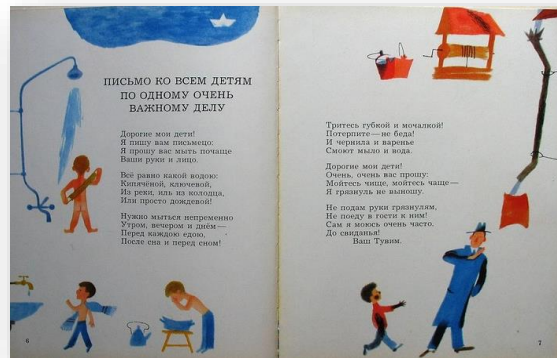 ПИСЬМО КО ВСЕМ ДЕТЯМ
ПО ОДНОМУ ОЧЕНЬ
ВАЖНОМУ ДЕЛУ
Дорогие мои дети!
Я пишу вам письмецо:
Я прошу вас мыть почаще
Ваши руки и лицо.
Всё равно какой водою:
Кипячёной, ключевой,
Из реки, иль из колодца,
Или просто дождевой!
Нужно мыться непременно
Утром, вечером и днём —
Перед каждою едою,
После сна и перед сном!
6
Тритесь губкой и мочалкой!
Потерпите — не беда!
И чернила и варенье
Смоют мыло и вода.
Дорогие мои дети!
Очень, очень вас прошу:
Мойтесь чище, мойтесь чаще —
Я грязнуль не выношу.
Не подам руки грязнулям,
Не поеду в гости к ним!
Сам я моюсь очень часто.
До свиданья!
Ваш Тувим.
7